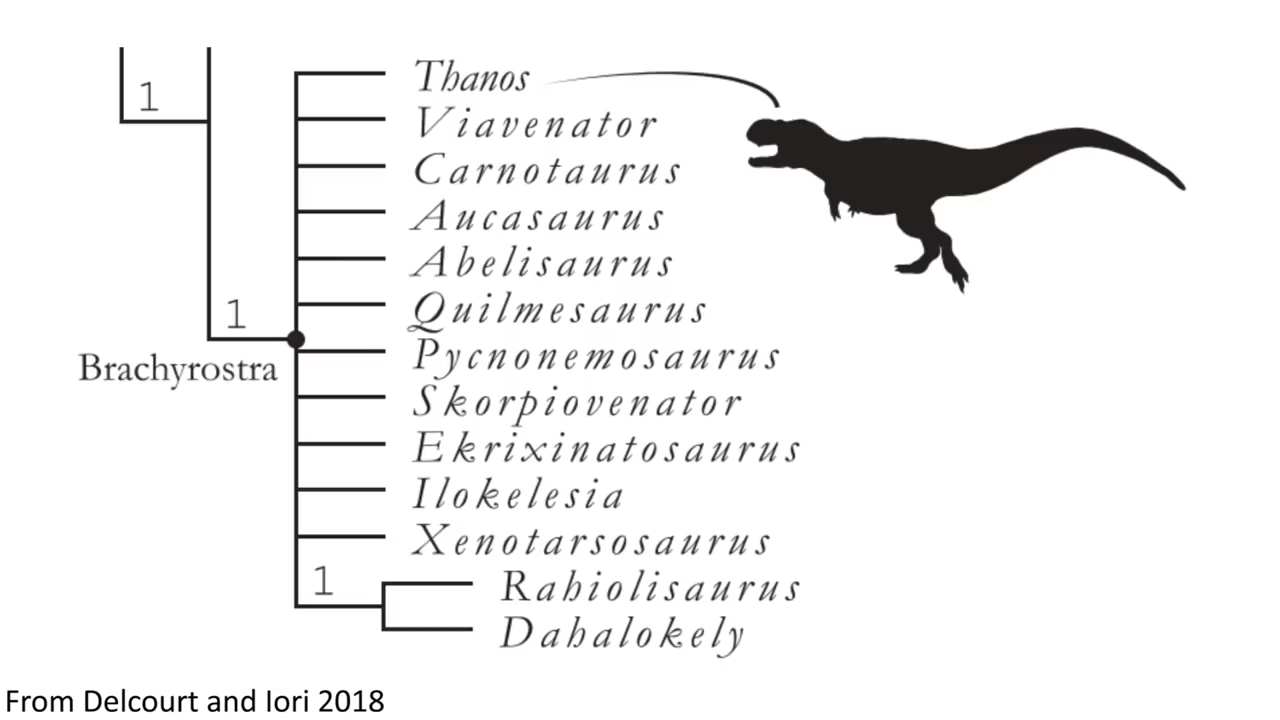 1
Thanos
Viavenator
Carnotaurus
Aucasaurus
Abelisaurus
1
Quilmesaurus
Brachyrostra
Pycnonemosaurus
Skorpiovenator
Ekrixinatosaurus
Ilokelesia
Xenotarsosaurus
1
Rahiolisaurus
Dahalokely
From Delcourt and Iori 2018